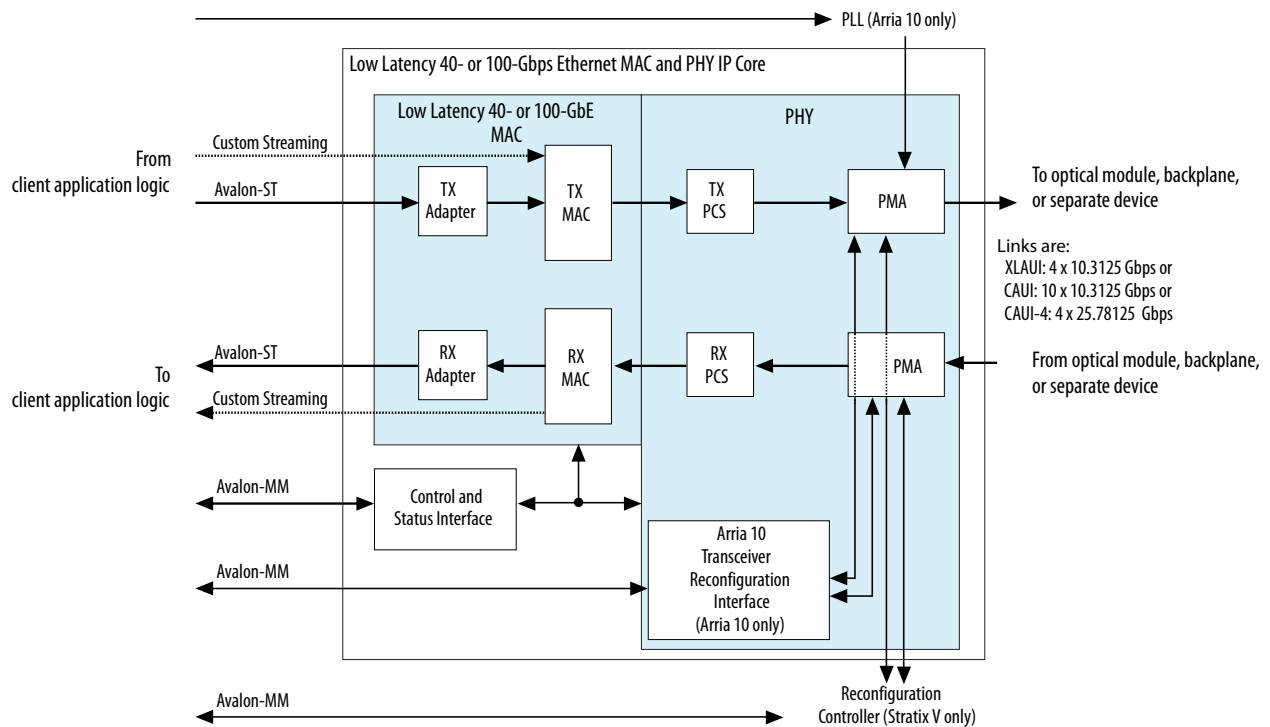 PLL (Arria 10 only)
Low Latency 40- or 100-Gbps Ethernet MAC and PHY IP Core
Low Latency 40- or 100-GbE
MAC
PHY
From
client application logic
Custom Streaming
Avalon-ST
TX
Adapter
TX
MAC
TX
PCS
PMA
To optical module, backplane,
or separate device
Links are:
XLAUI: 4 x 10.3125 Gbps or
CAUI: 10 x 10.3125 Gbps or
CAUI-4: 4 x 25.78125 Gbps
To
client application logic
Avalon-ST
Custom Streaming
RX
Adapter
RX
MAC
RX
PCS
PMA
From optical module, backplane,
or separate device
Avalon-MM
Control and
Status Interface
Avalon-MM
Arria 10
Transceiver
Reconfiguration
Interface
(Arria 10 only)
Avalon-MM
Reconfiguration
Controller (Stratix V only)